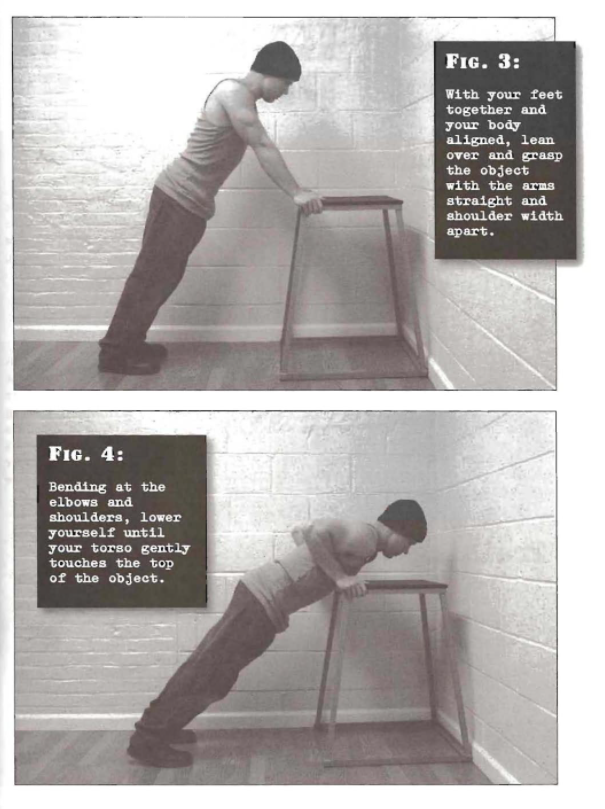 Fig. 3:
With your feet
together and
your body
aligned, lean
over and grasp
the object
with the arms
straight and
shoulder width
apart.
Fig. 4:
Bending at the
elbows and
shoulders, lower
yourself until
your torso gently
touches the top
of the object.